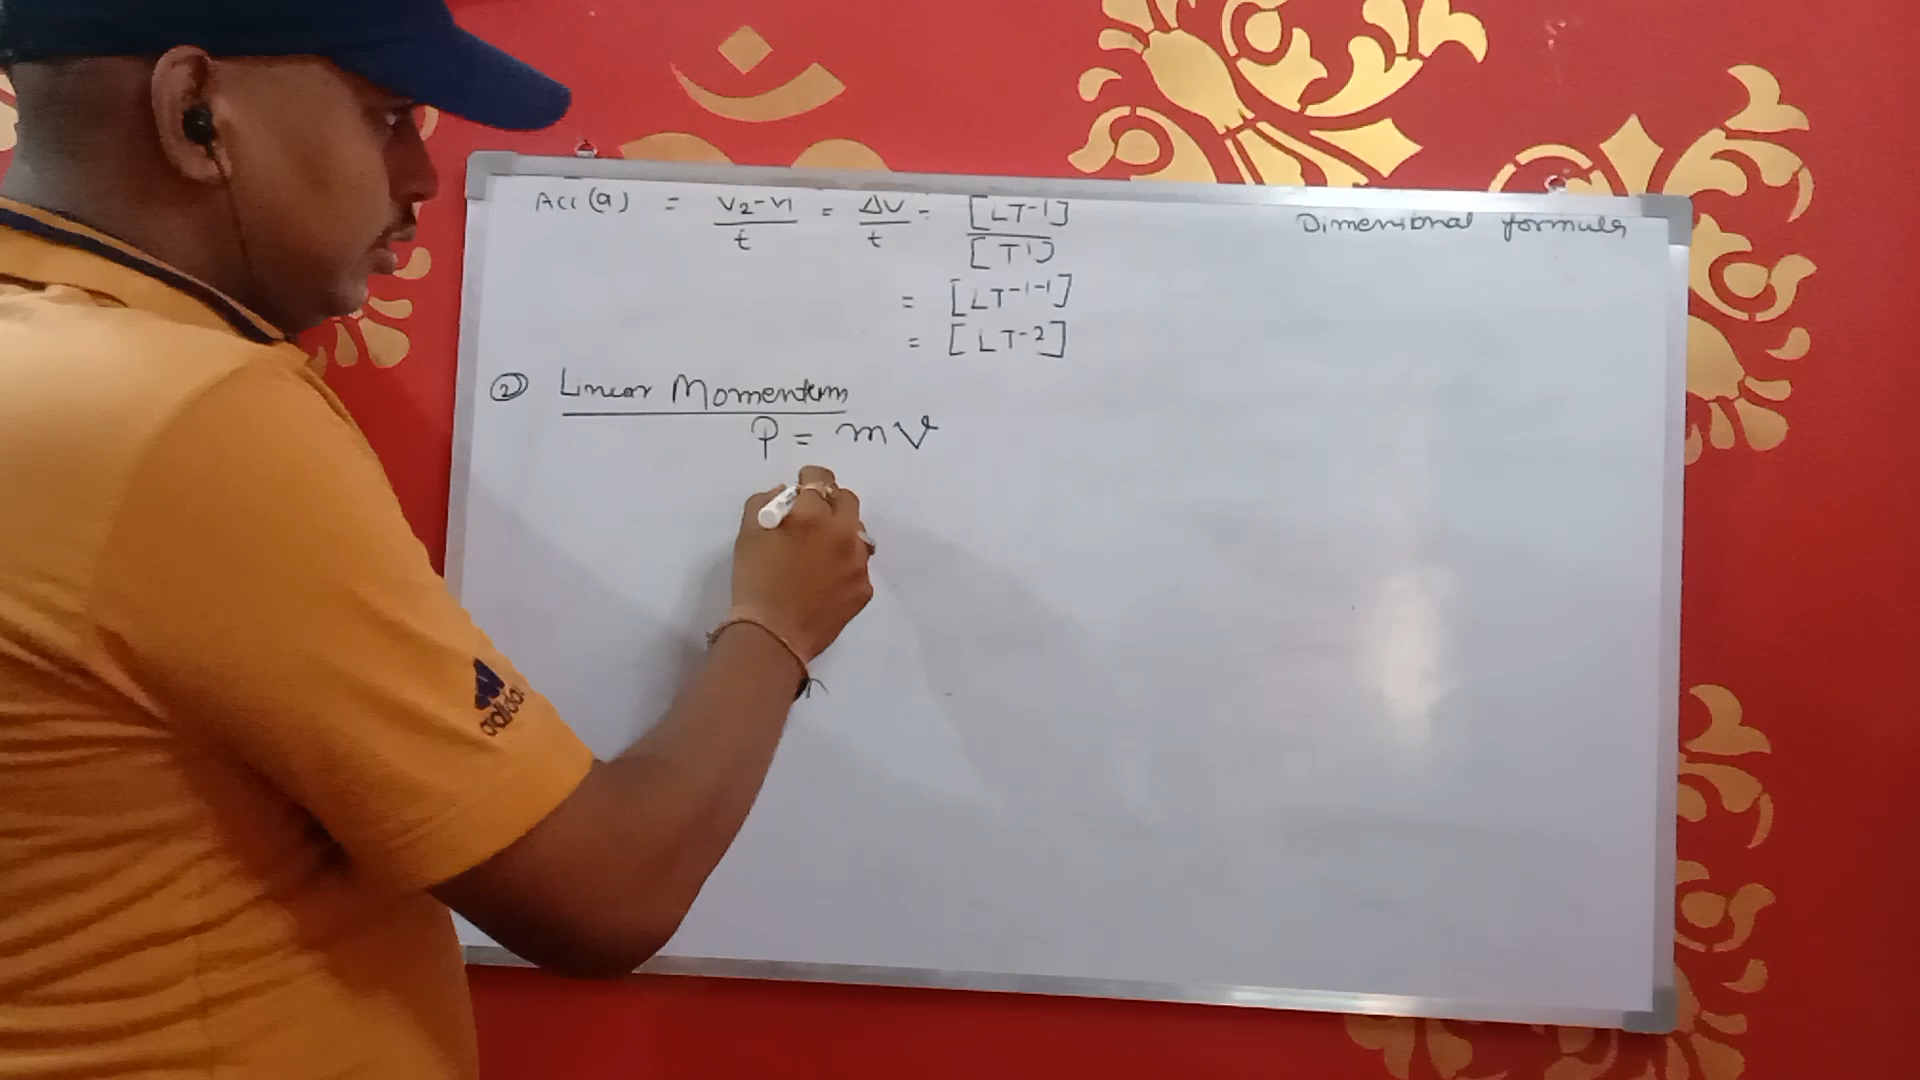 Acc (a) = V2-V1 / t = ΔV / t = [LT-1] / [T1]
Dimensional formula
= [LT-1-1]
= [LT-2]
② Linear Momentum
P = mv
adidas